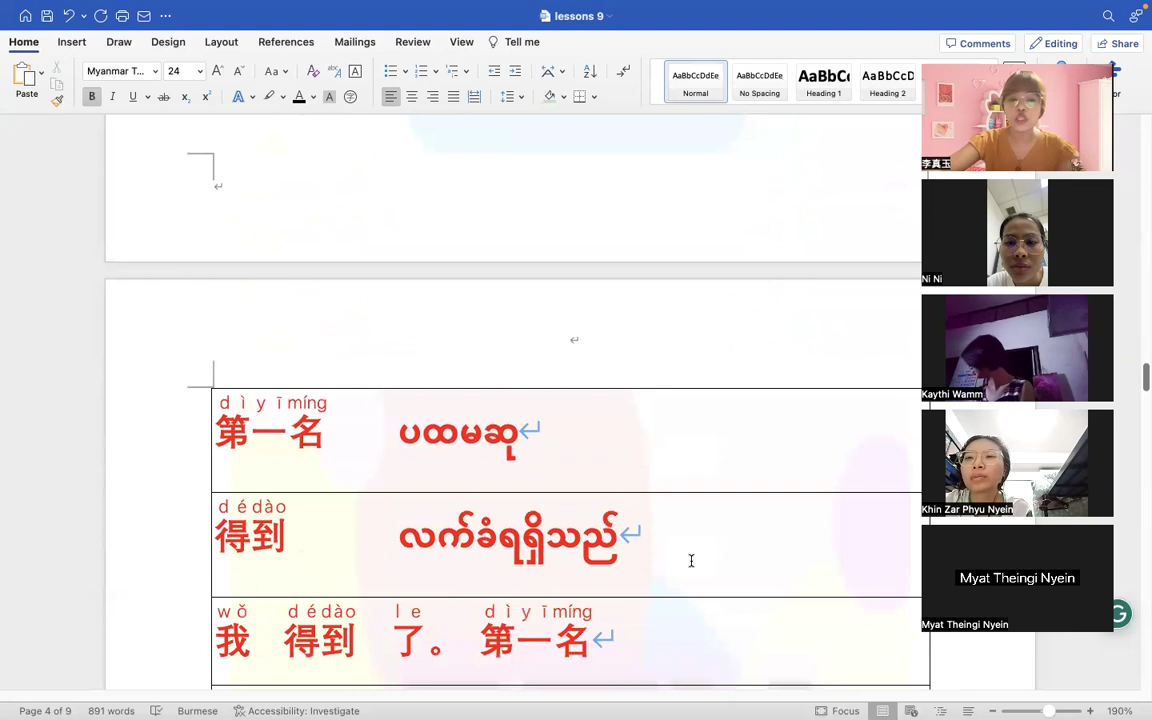 lessons 9
Home Insert Draw Design Layout References Mailings Review View Tell me Comments Editing Share
Paste Myanmar T... 24 Aa
AaBbCcDdEe AaBbCcDdEe AaBbCc AaBbCcD
Normal No Spacing Heading 1 Heading 2
李真玉
Ni Ni
Kaythi Wamm
Khin Zar Phyu Nyein
Myat Theingi Nyein
Myat Theingi Nyein
dì yī míng
第一名 ပထမဆု
dé dào
得到 လက်ခံရရှိသည်
wǒ dé dào le dì yī míng
我 得到 了。 第一名
Page 4 of 9 891 words Burmese Accessibility: Investigate Focus 190%